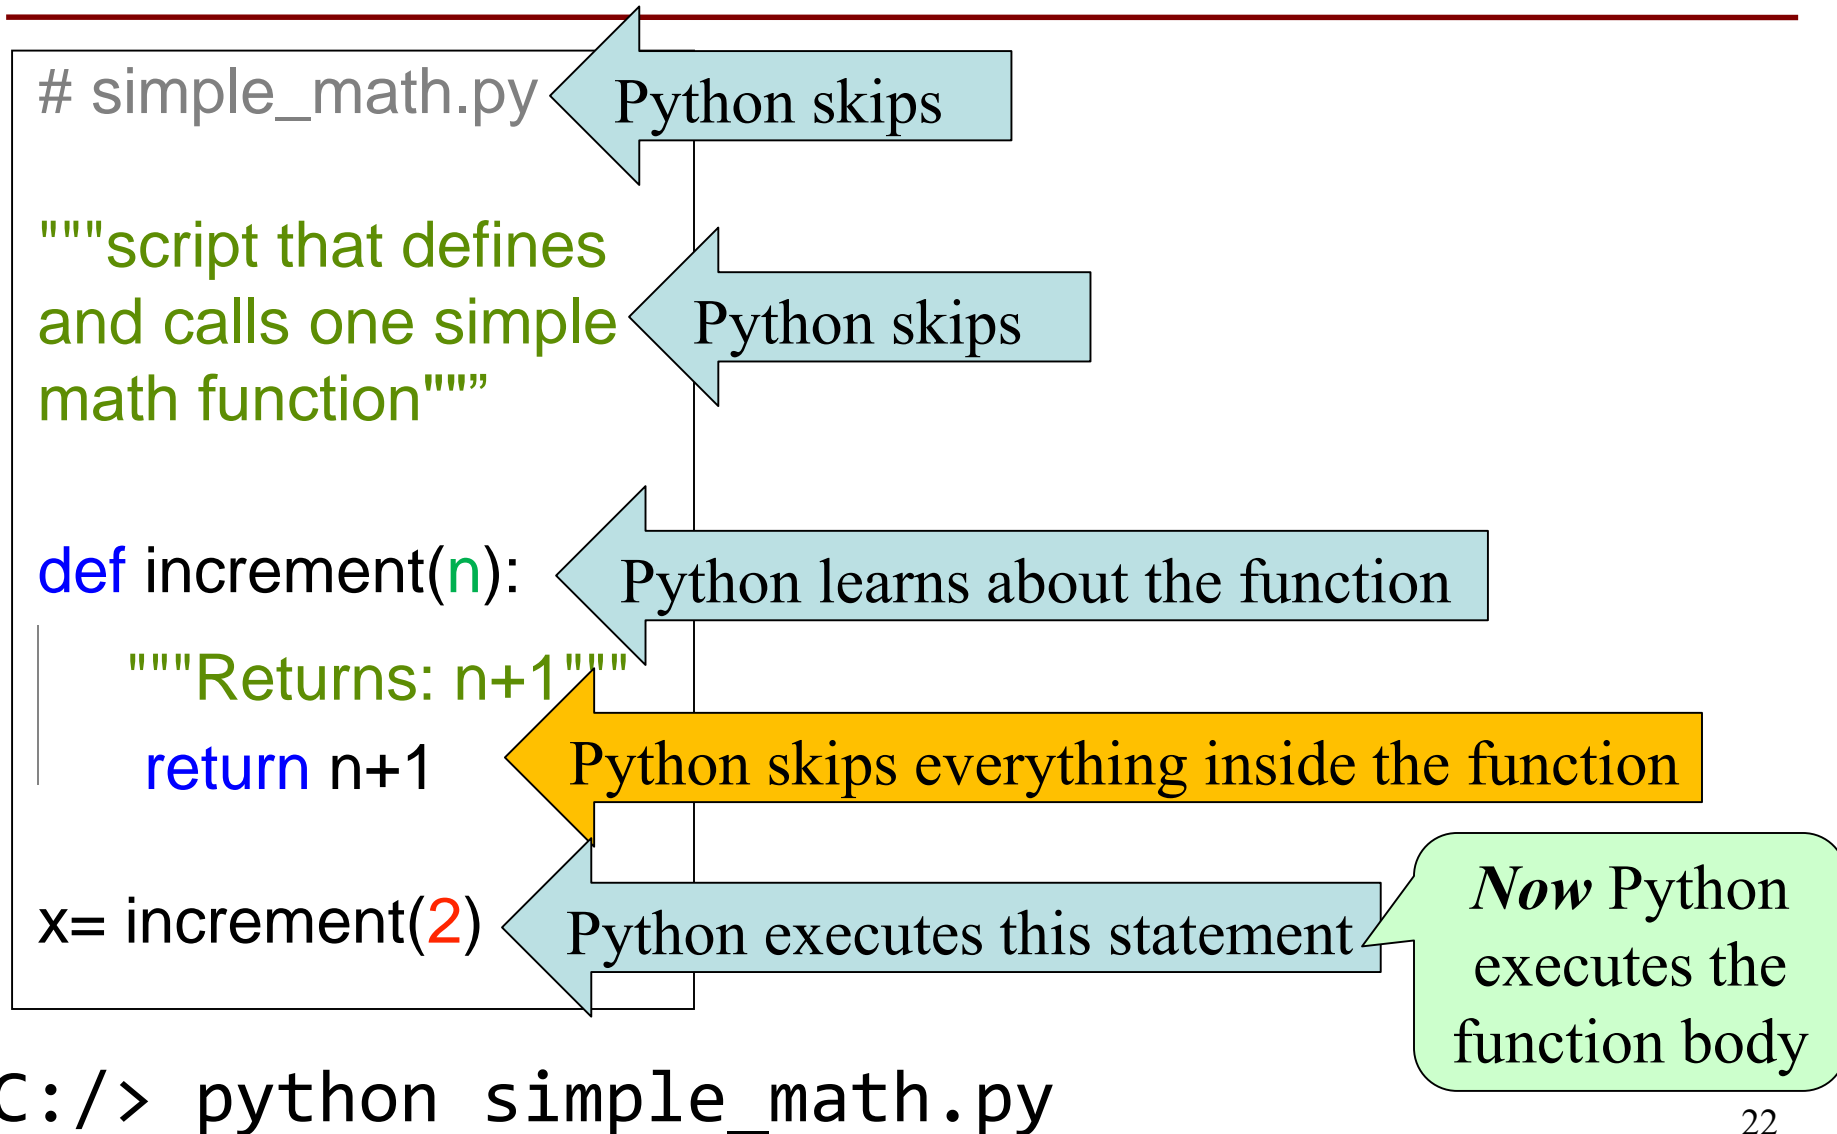 # simple_math.py
Python skips
"""script that defines
and calls one simple
math function""”
Python skips
def increment(n):
Python learns about the function
"""Returns: n+1"""
return n+1
Python skips everything inside the function
x= increment(2)
Python executes this statement
Now Python
executes the
function body
C:/> python simple_math.py
22